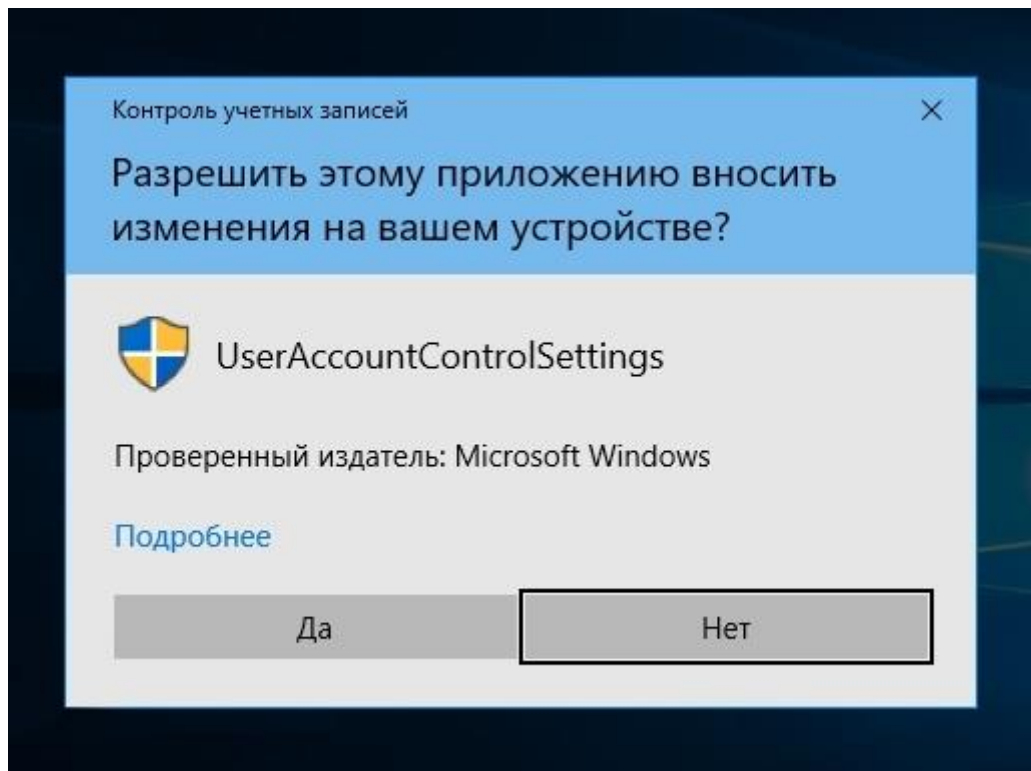 Контроль учетных записей
Разрешить этому приложению вносить
изменения на вашем устройстве?
UserAccountControlSettings
Проверенный издатель: Microsoft Windows
Подробнее
Да
Нет